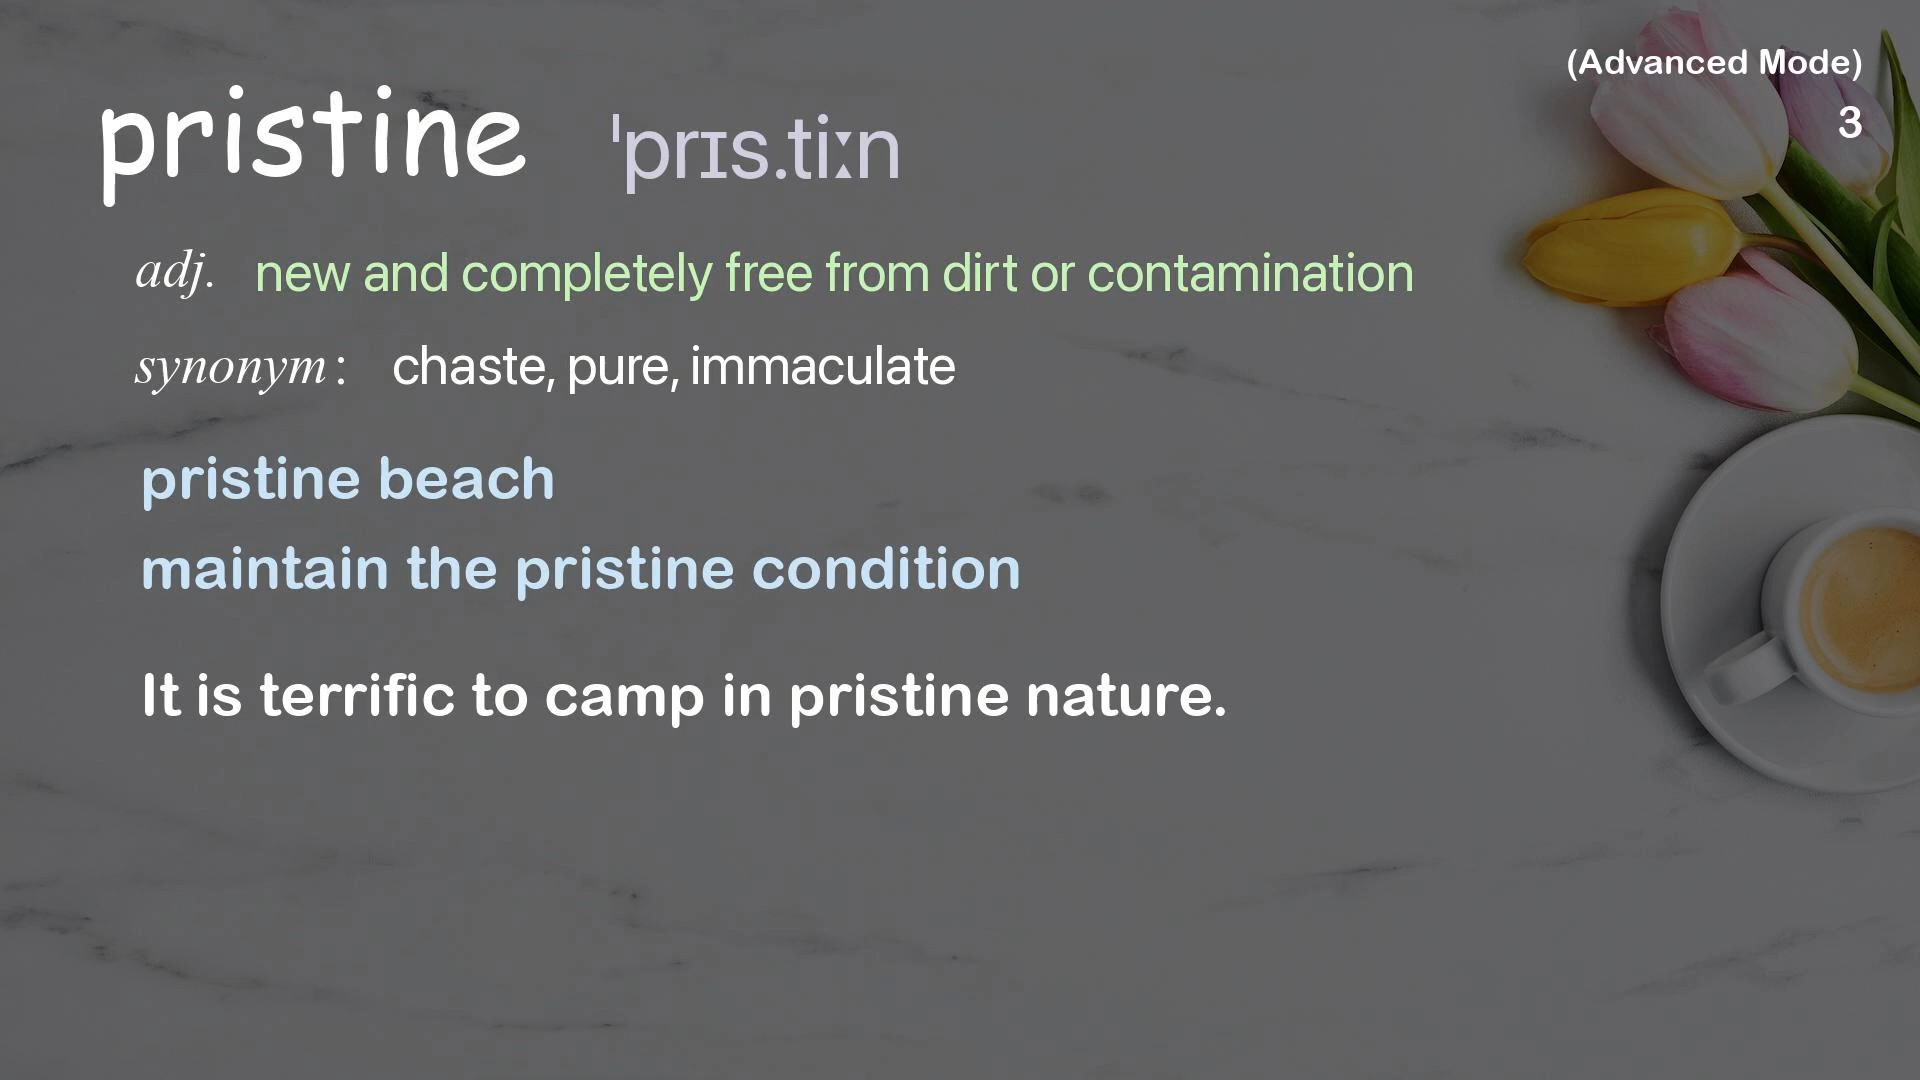 (Advanced Mode)
3
pristine ˈprɪs.tiːn
adj. new and completely free from dirt or contamination
synonym: chaste, pure, immaculate
pristine beach
maintain the pristine condition
It is terrific to camp in pristine nature.